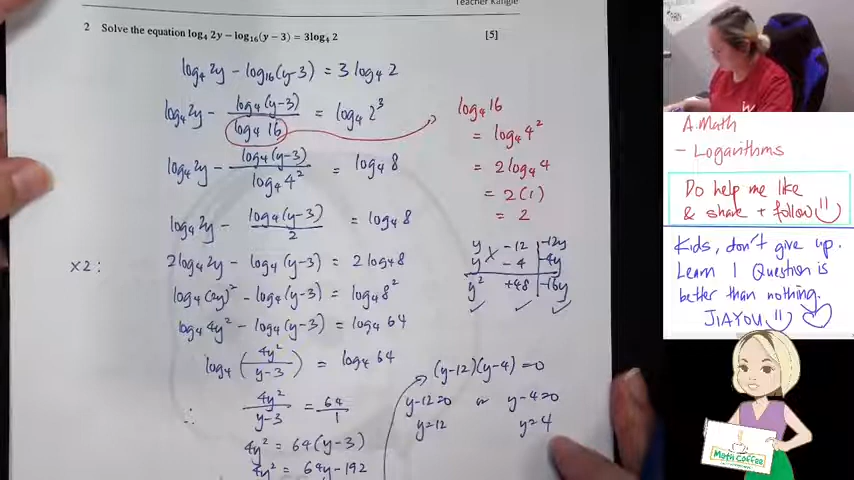 Teacher Kangie
2 Solve the equation log₄ 2y – log₁₆(y – 3) = 3log₄ 2 [5]
log₄ 2y - log₁₆(y-3) = 3 log₄ 2
log₄ 2y - log₄(y-3) / log₄ 16 = log₄ 2³
log₄ 2y - log₄(y-3) / log₄ 4² = log₄ 8
log₄ 2y - log₄(y-3) / 2 = log₄ 8
x2: 2log₄ 2y - log₄(y-3) = 2 log₄ 8
log₄ (2y)² - log₄(y-3) = log₄ 8²
log₄ 4y² - log₄(y-3) = log₄ 64
log₄ (4y² / y-3) = log₄ 64
∴ 4y² / y-3 = 64 / 1
4y² = 64(y-3)
4y² = 64y-192
log₄ 16
= log₄ 4²
= 2 log₄ 4
= 2(1)
= 2
y -12 -12y
y -4 -4y
y² +48 -16y
(y-12)(y-4) = 0
y-12=0 or y-4=0
y=12 y=4
A.Math
- Logarithms
Do help me like
& share + follow
Kids, don't give up.
Learn 1 Question is
better than nothing.
JIAYOU!!
Math Coffee